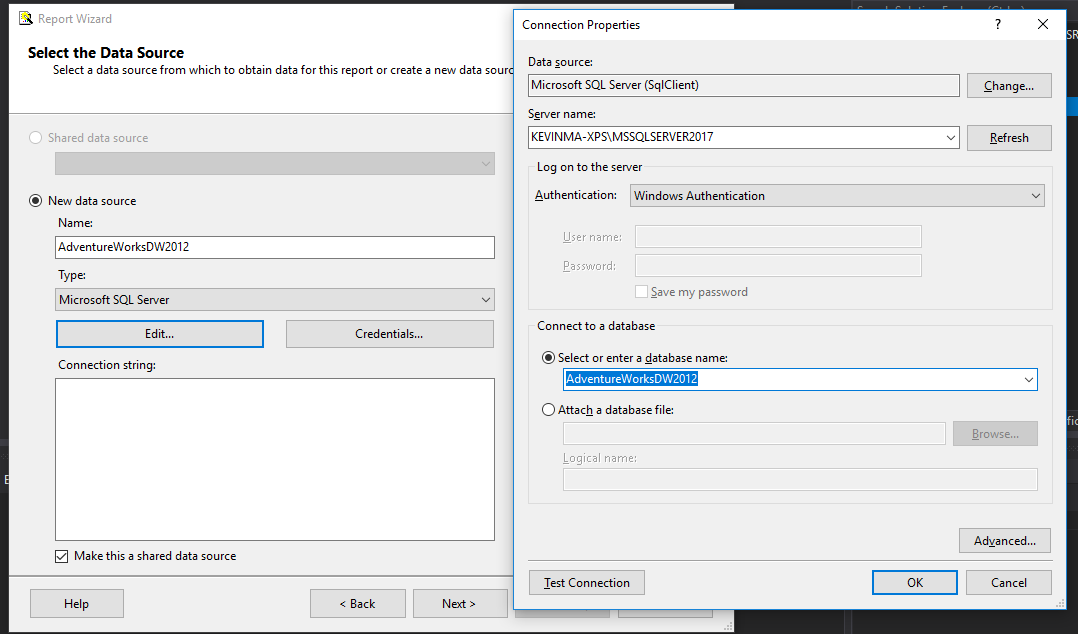 Report Wizard
Select the Data Source
Select a data source from which to obtain data for this report or create a new data sourc
Shared data source
New data source
Name:
AdventureWorksDW2012
Type:
Microsoft SQL Server
Edit...
Credentials...
Connection string:
Make this a shared data source
Help
< Back
Next >
Connection Properties
?
Data source:
Microsoft SQL Server (SqlClient)
Change...
Server name:
KEVINMA-XPS\MSSQLSERVER2017
Refresh
Log on to the server
Authentication:
Windows Authentication
User name:
Password:
Save my password
Connect to a database
Select or enter a database name:
AdventureWorksDW2012
Attach a database file:
Browse...
Logical name:
Advanced...
Test Connection
OK
Cancel